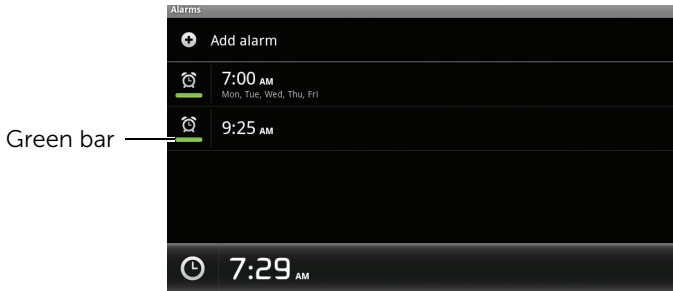 Alarms
Add alarm
7:00 AM
Mon, Tue, Wed, Thu, Fri
9:25 AM
Green bar
7:29 AM